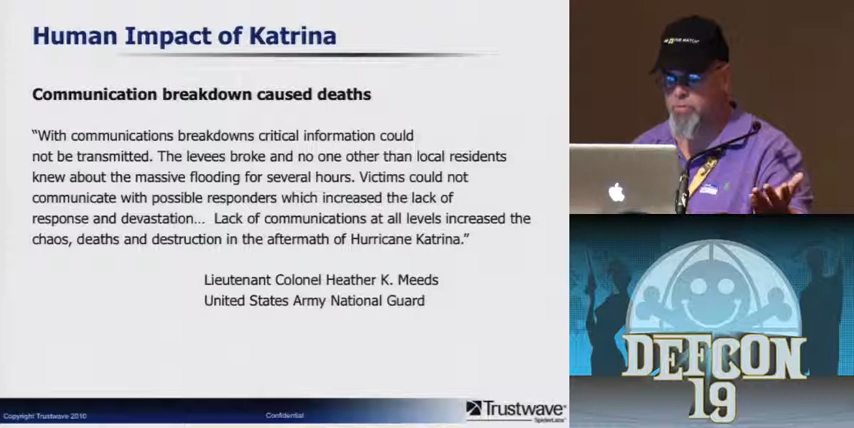 Human Impact of Katrina
Communication breakdown caused deaths
“With communications breakdowns critical information could
not be transmitted. The levees broke and no one other than local residents
knew about the massive flooding for several hours. Victims could not
communicate with possible responders which increased the lack of
response and devastation… Lack of communications at all levels increased the
chaos, deaths and destruction in the aftermath of Hurricane Katrina.”
Lieutenant Colonel Heather K. Meeds
United States Army National Guard
Copyright Trustwave 2010
Confidential
Trustwave®
SpiderLabs
DEFCON
19